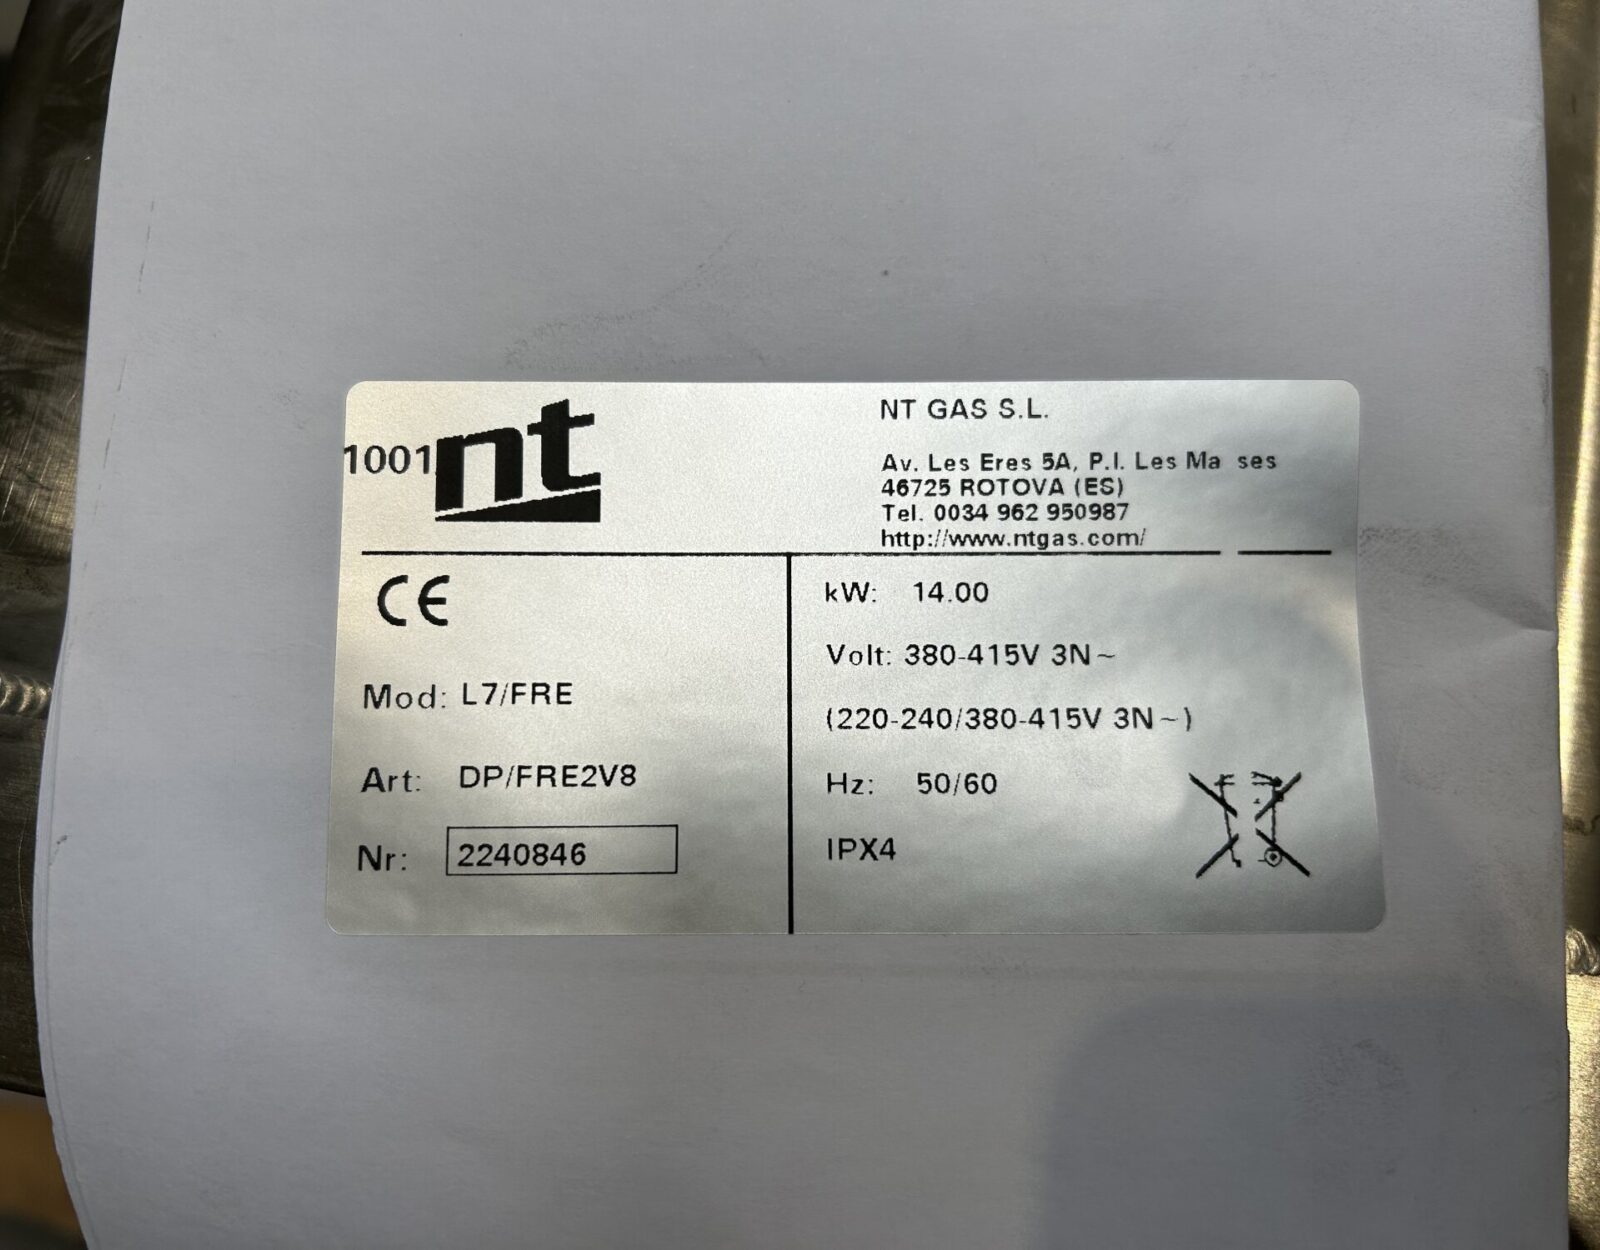 1001 nt
NT GAS S.L.
Av. Les Eres 5A, P.I. Les Ma ses
46725 ROTOVA (ES)
Tel. 0034 962 950987
http://www.ntgas.com/
CE
Mod: L7/FRE
Art: DP/FRE2V8
Nr: 2240846
kW: 14.00
Volt: 380-415V 3N~
(220-240/380-415V 3N~)
Hz: 50/60
IPX4